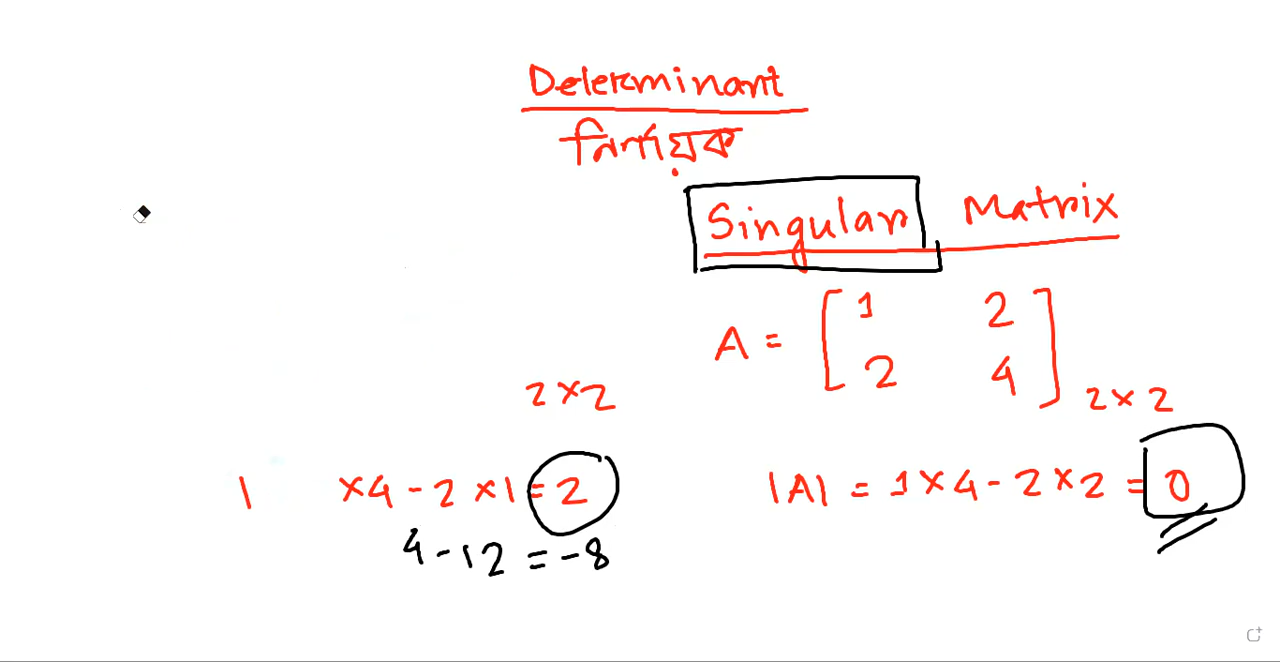 Determinant
নির্ণায়ক
Singular Matrix
A = [ 1 2
2 4 ] 2×2
2×2
| ×4 - 2 ×1 = 2
4 - 12 = -8
|A| = 1×4 - 2×2 = 0